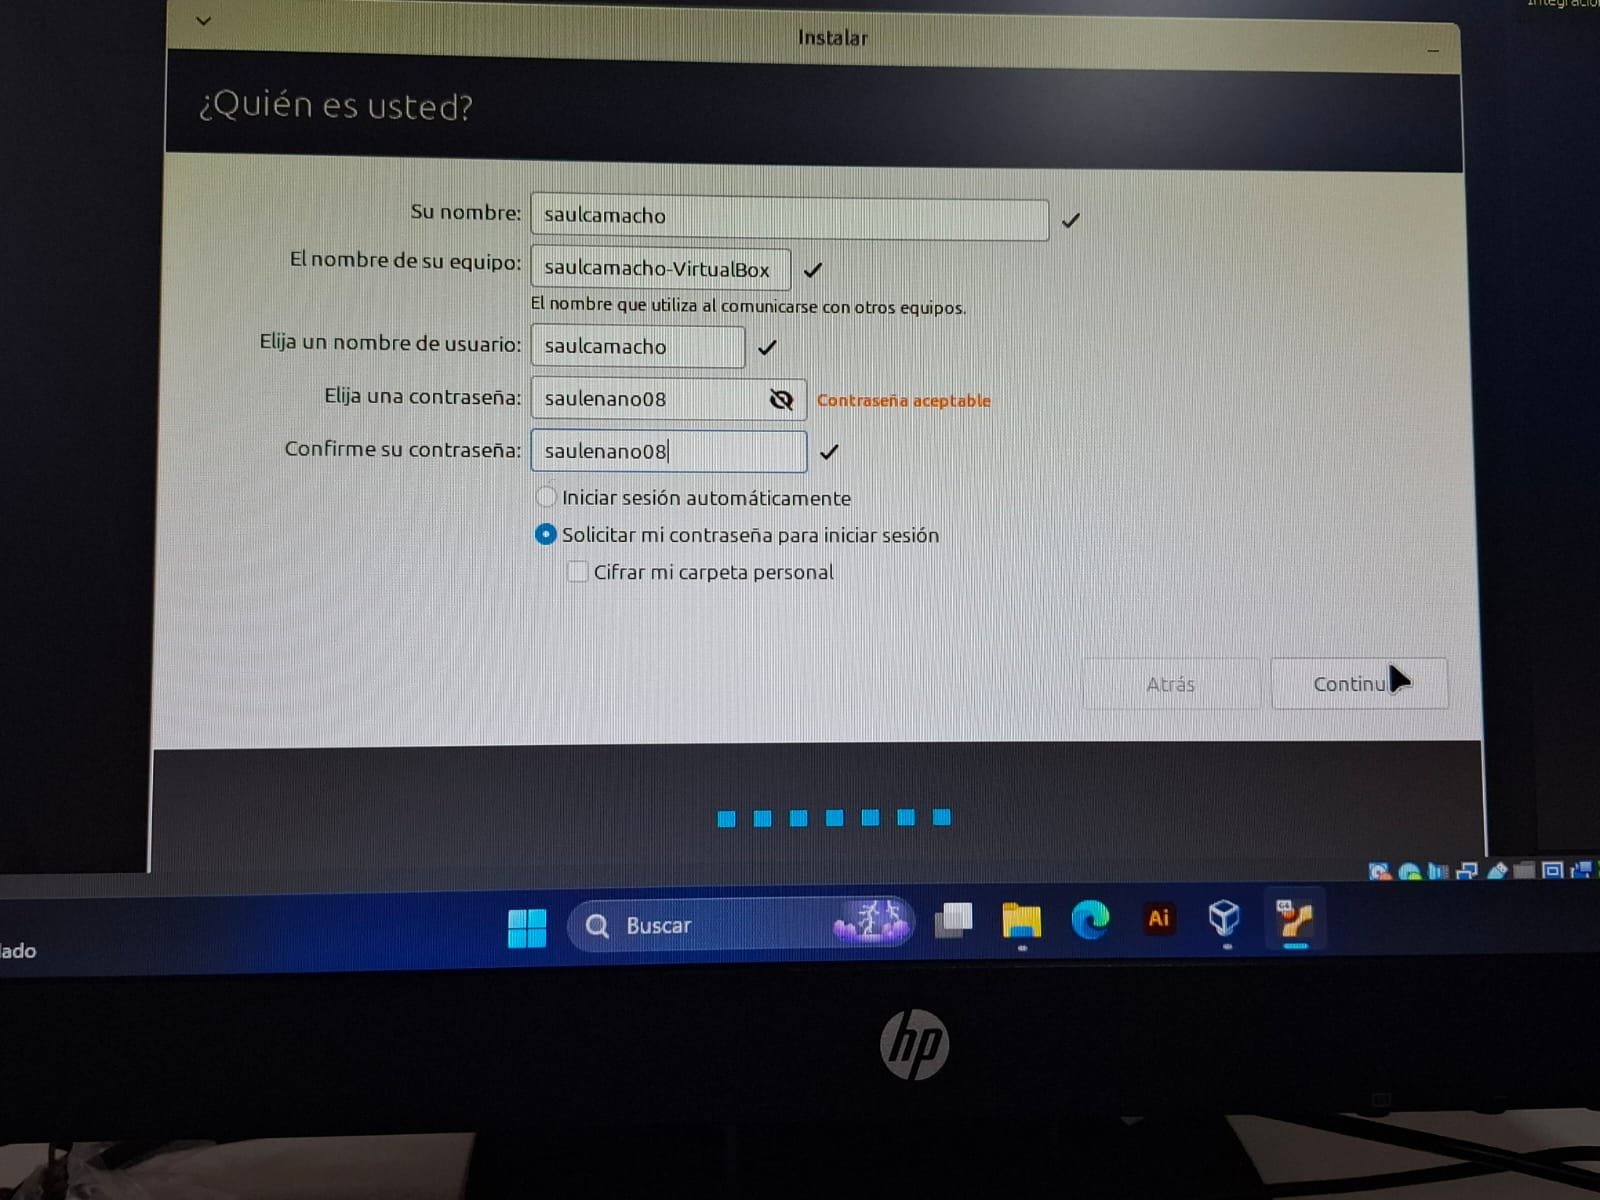 Instalar
¿Quién es usted?
Su nombre: saulcamacho
El nombre de su equipo: saulcamacho-VirtualBox
El nombre que utiliza al comunicarse con otros equipos.
Elija un nombre de usuario: saulcamacho
Elija una contraseña: saulenano08 Contraseña aceptable
Confirme su contraseña: saulenano08
Iniciar sesión automáticamente
Solicitar mi contraseña para iniciar sesión
Cifrar mi carpeta personal
Atrás
Continu
lado
Buscar
Ai
64
hp